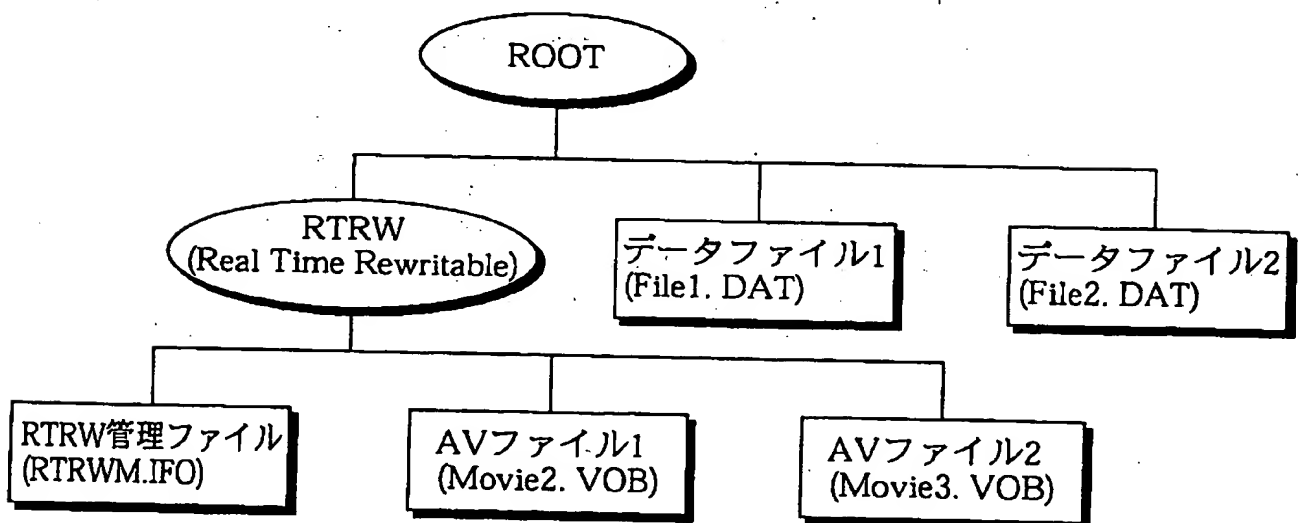 ROOT
RTRW
(Real Time Rewritable)
データファイル1
(File1. DAT)
データファイル2
(File2. DAT)
RTRW管理ファイル
(RTRWM.IFO)
AVファイル1
(Movie2. VOB)
AVファイル2
(Movie3. VOB)